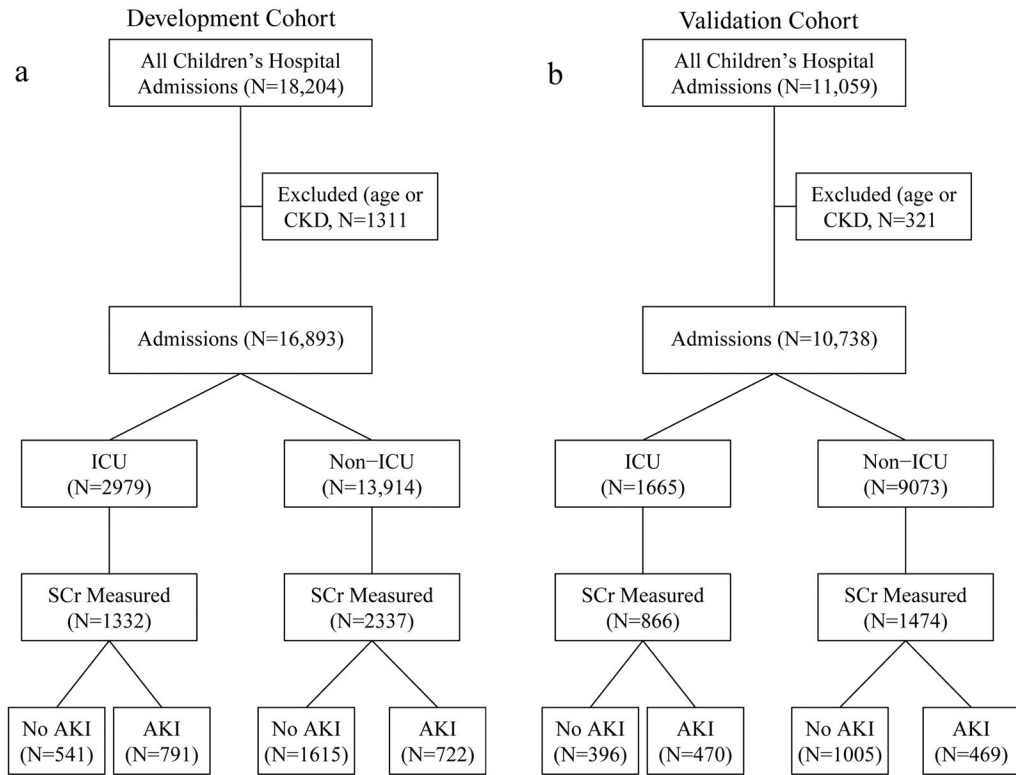 Development Cohort
a
All Children’s Hospital
Admissions (N=18,204)
Excluded (age or
CKD, N=1311
Admissions (N=16,893)
ICU
(N=2979)
Non−ICU
(N=13,914)
SCr Measured
(N=1332)
SCr Measured
(N=2337)
No AKI
(N=541)
AKI
(N=791)
No AKI
(N=1615)
AKI
(N=722)
Validation Cohort
b
All Children’s Hospital
Admissions (N=11,059)
Excluded (age or
CKD, N=321
Admissions (N=10,738)
ICU
(N=1665)
Non−ICU
(N=9073)
SCr Measured
(N=866)
SCr Measured
(N=1474)
No AKI
(N=396)
AKI
(N=470)
No AKI
(N=1005)
AKI
(N=469)